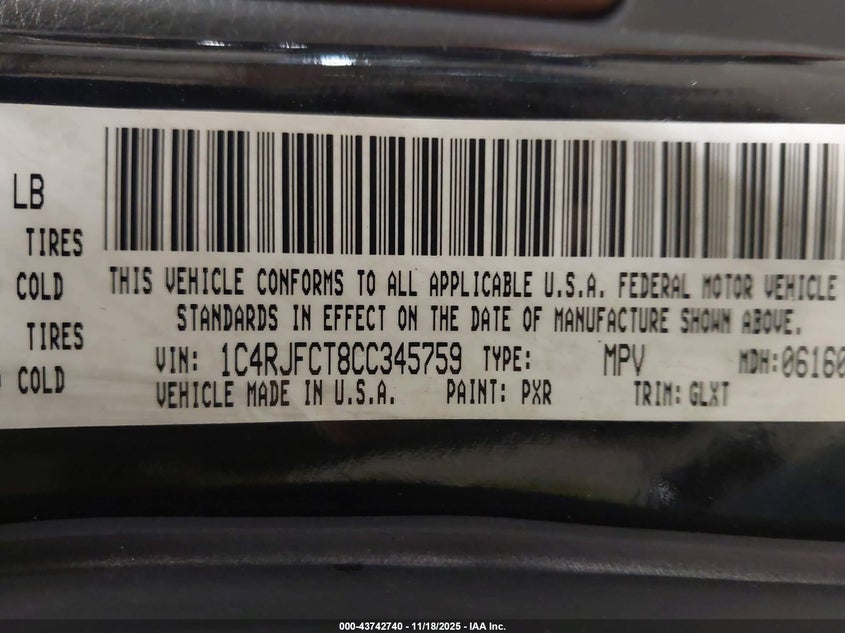 LB
TIRES
COLD
TIRES
COLD
THIS VEHICLE CONFORMS TO ALL APPLICABLE U.S.A. FEDERAL MOTOR VEHICLE
STANDARDS IN EFFECT ON THE DATE OF MANUFACTURE SHOWN ABOVE.
VIN: 1C4RJFCT8CC345759 TYPE: MPV MDH:06160
VEHICLE MADE IN U.S.A. PAINT: PXR TRIM: GLXT
000-43742740 - 11/18/2025 - IAA Inc.